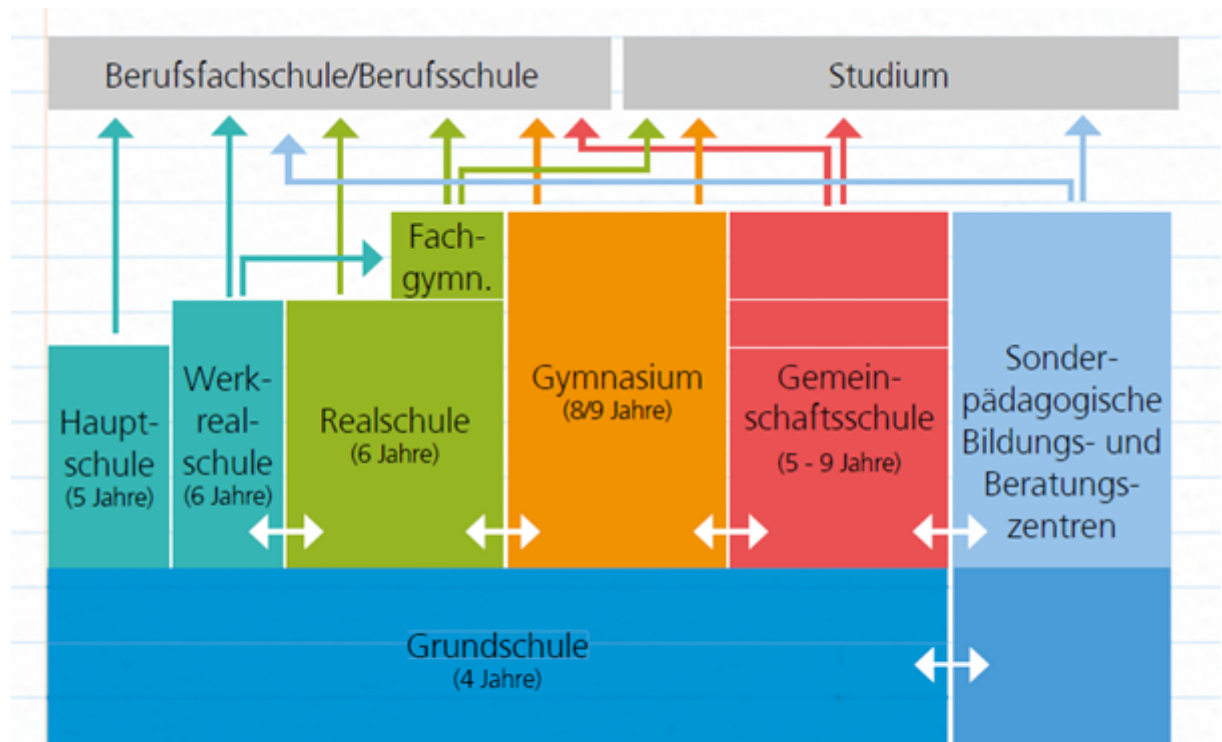 Berufsfachschule/Berufsschule
Studium
Fach-
gymn.
Haupt-
schule
(5 Jahre)
Werk-
real-
schule
(6 Jahre)
Realschule
(6 Jahre)
Gymnasium
(8/9 Jahre)
Gemein-
schaftsschule
(5 - 9 Jahre)
Sonder-
pädagogische
Bildungs- und
Beratungs-
zentren
Grundschule
(4 Jahre)